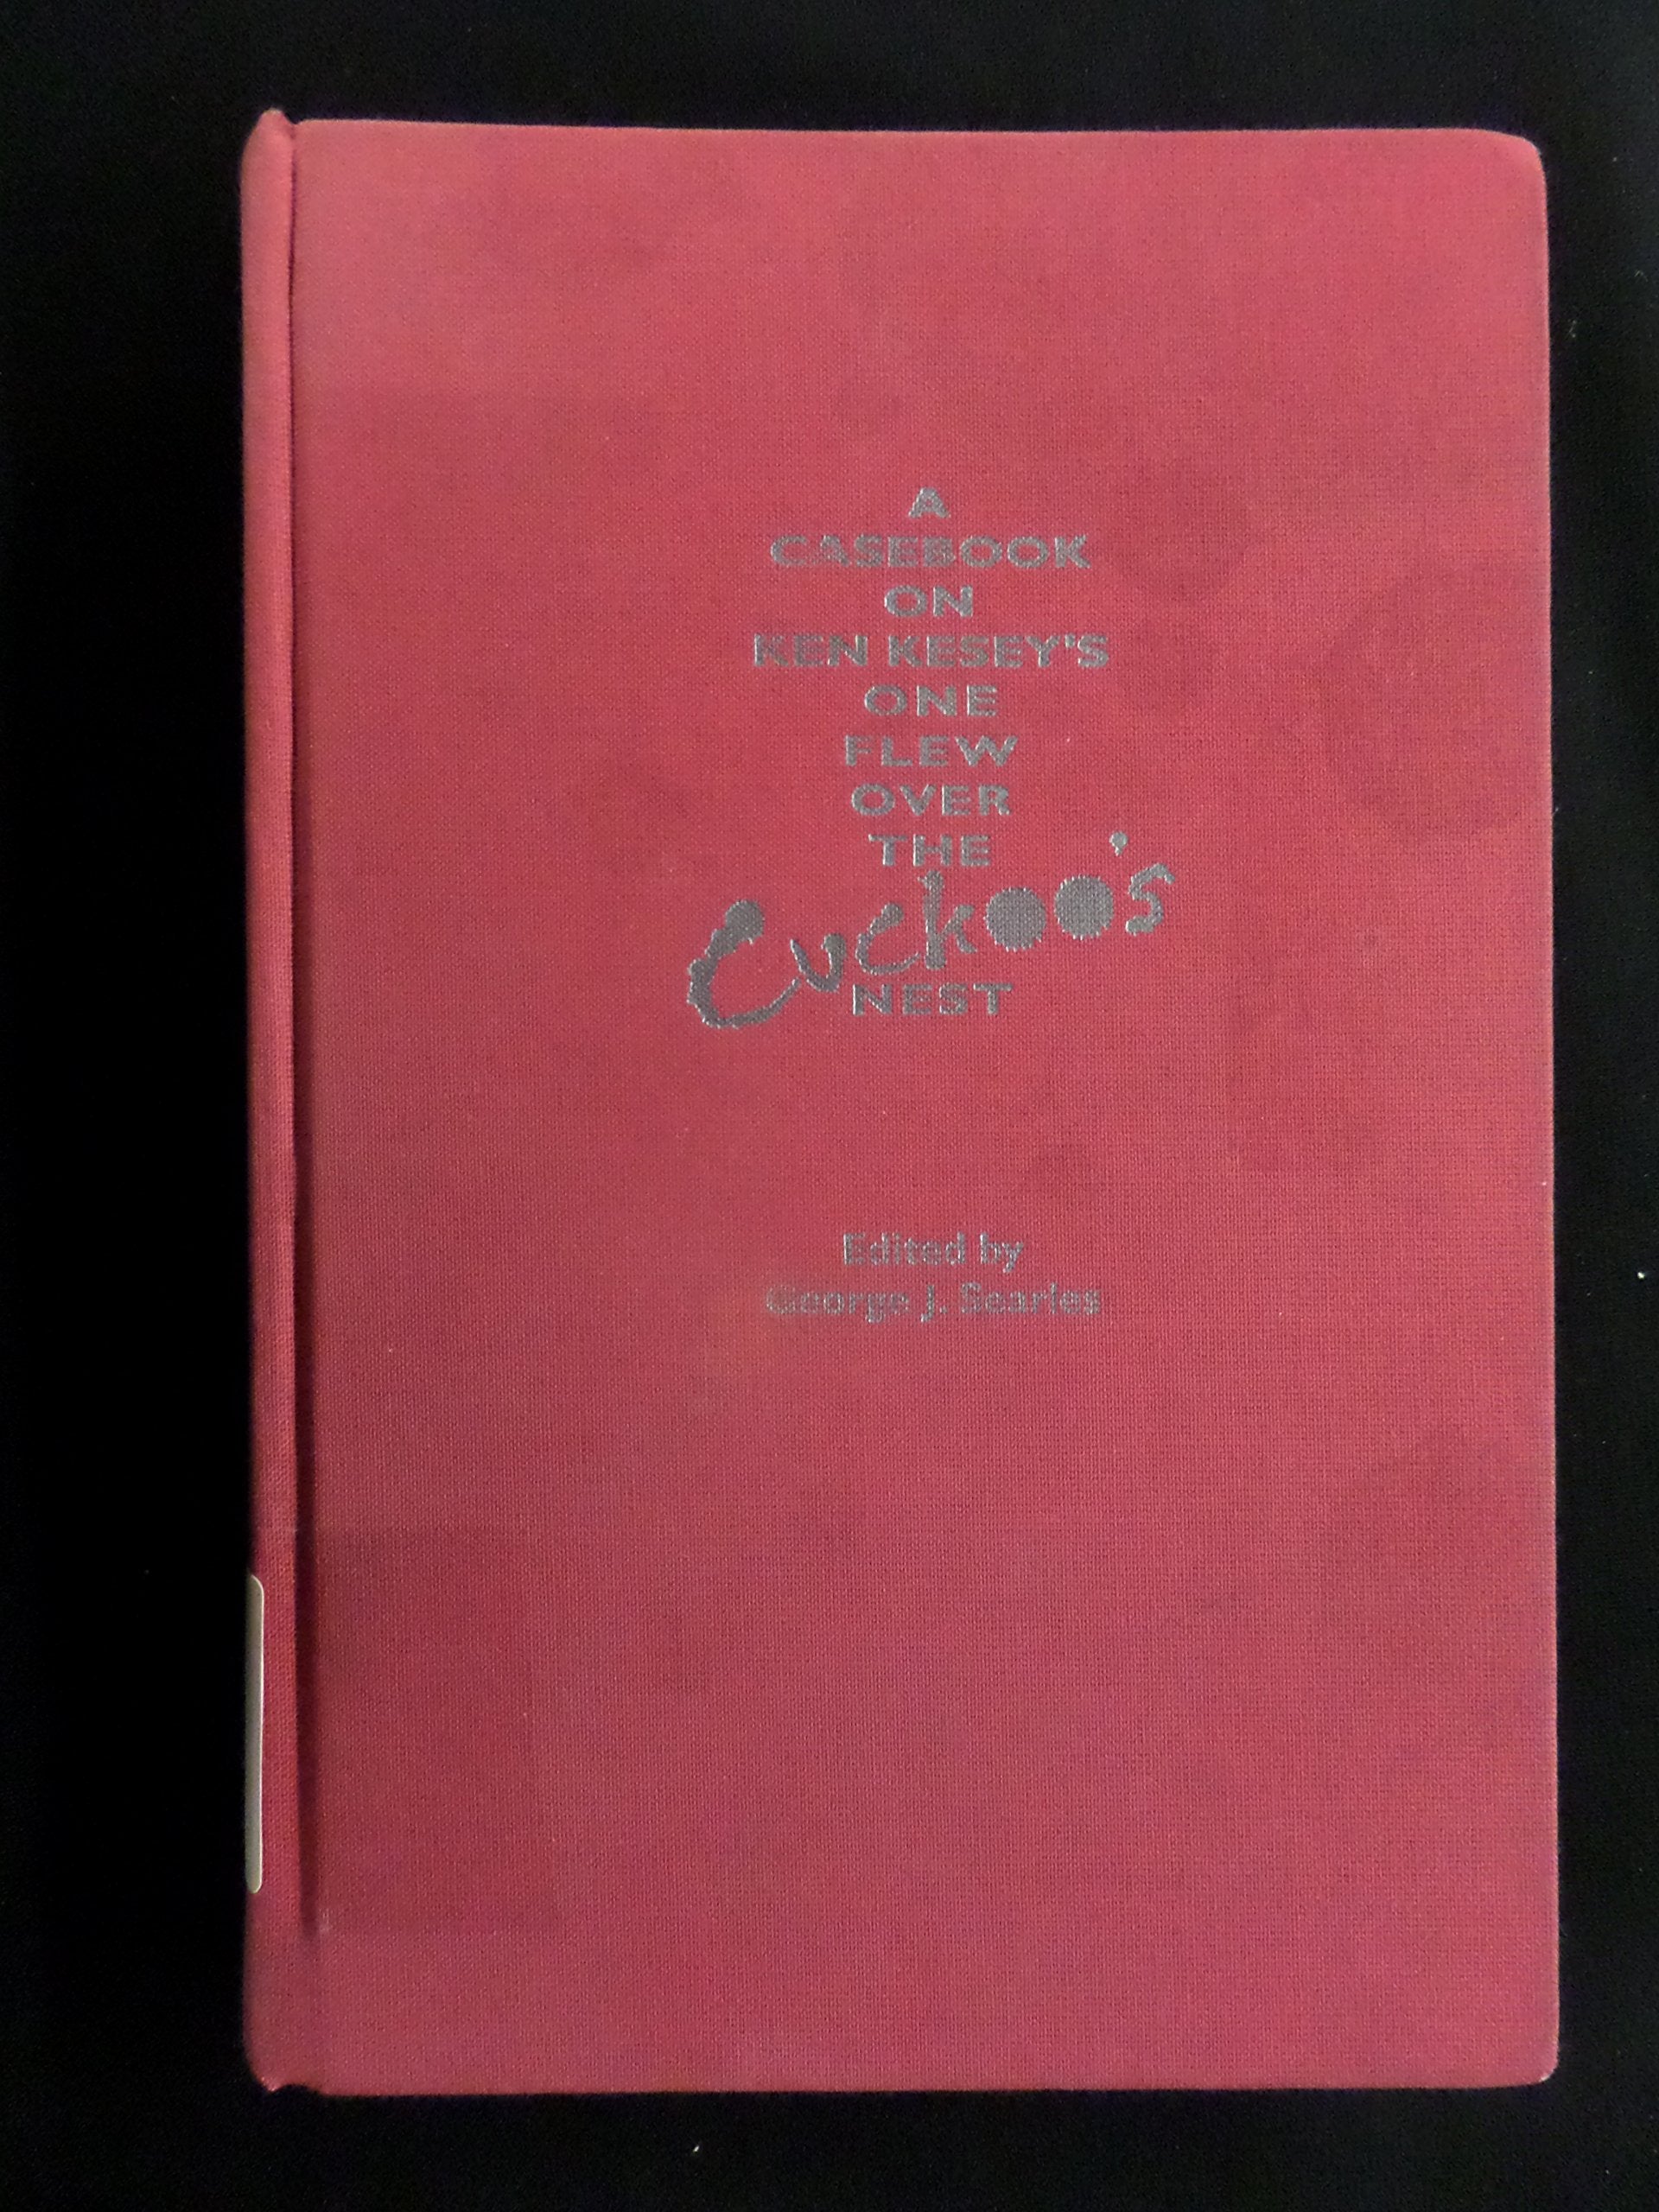 A
CASEBOOK
ON
KEN KESEY'S
ONE
FLEW
OVER
THE
Cuckoo's
NEST
Edited by
George J. Searles